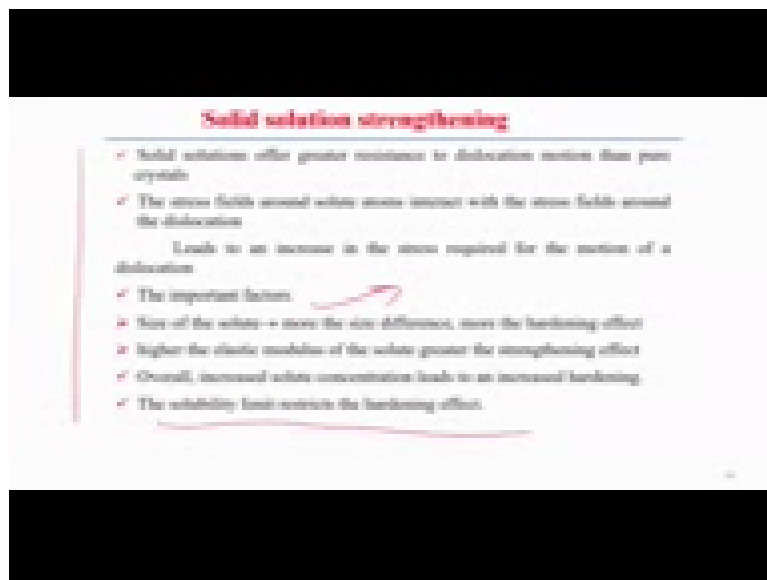 Solid solution strengthening
✓ Solid solutions offer greater resistance to dislocation motion than pure
crystals
✓ The stress fields around solute atoms interact with the stress fields around
the dislocation
Leads to an increase in the stress required for the motion of a
dislocation
✓ The important factors
➢ Size of the solute → more the size difference, more the hardening effect
➢ higher the elastic modulus of the solute greater the strengthening effect
✓ Overall, increased solute concentration leads to an increased hardening.
✓ The solubility limit restricts the hardening effect.